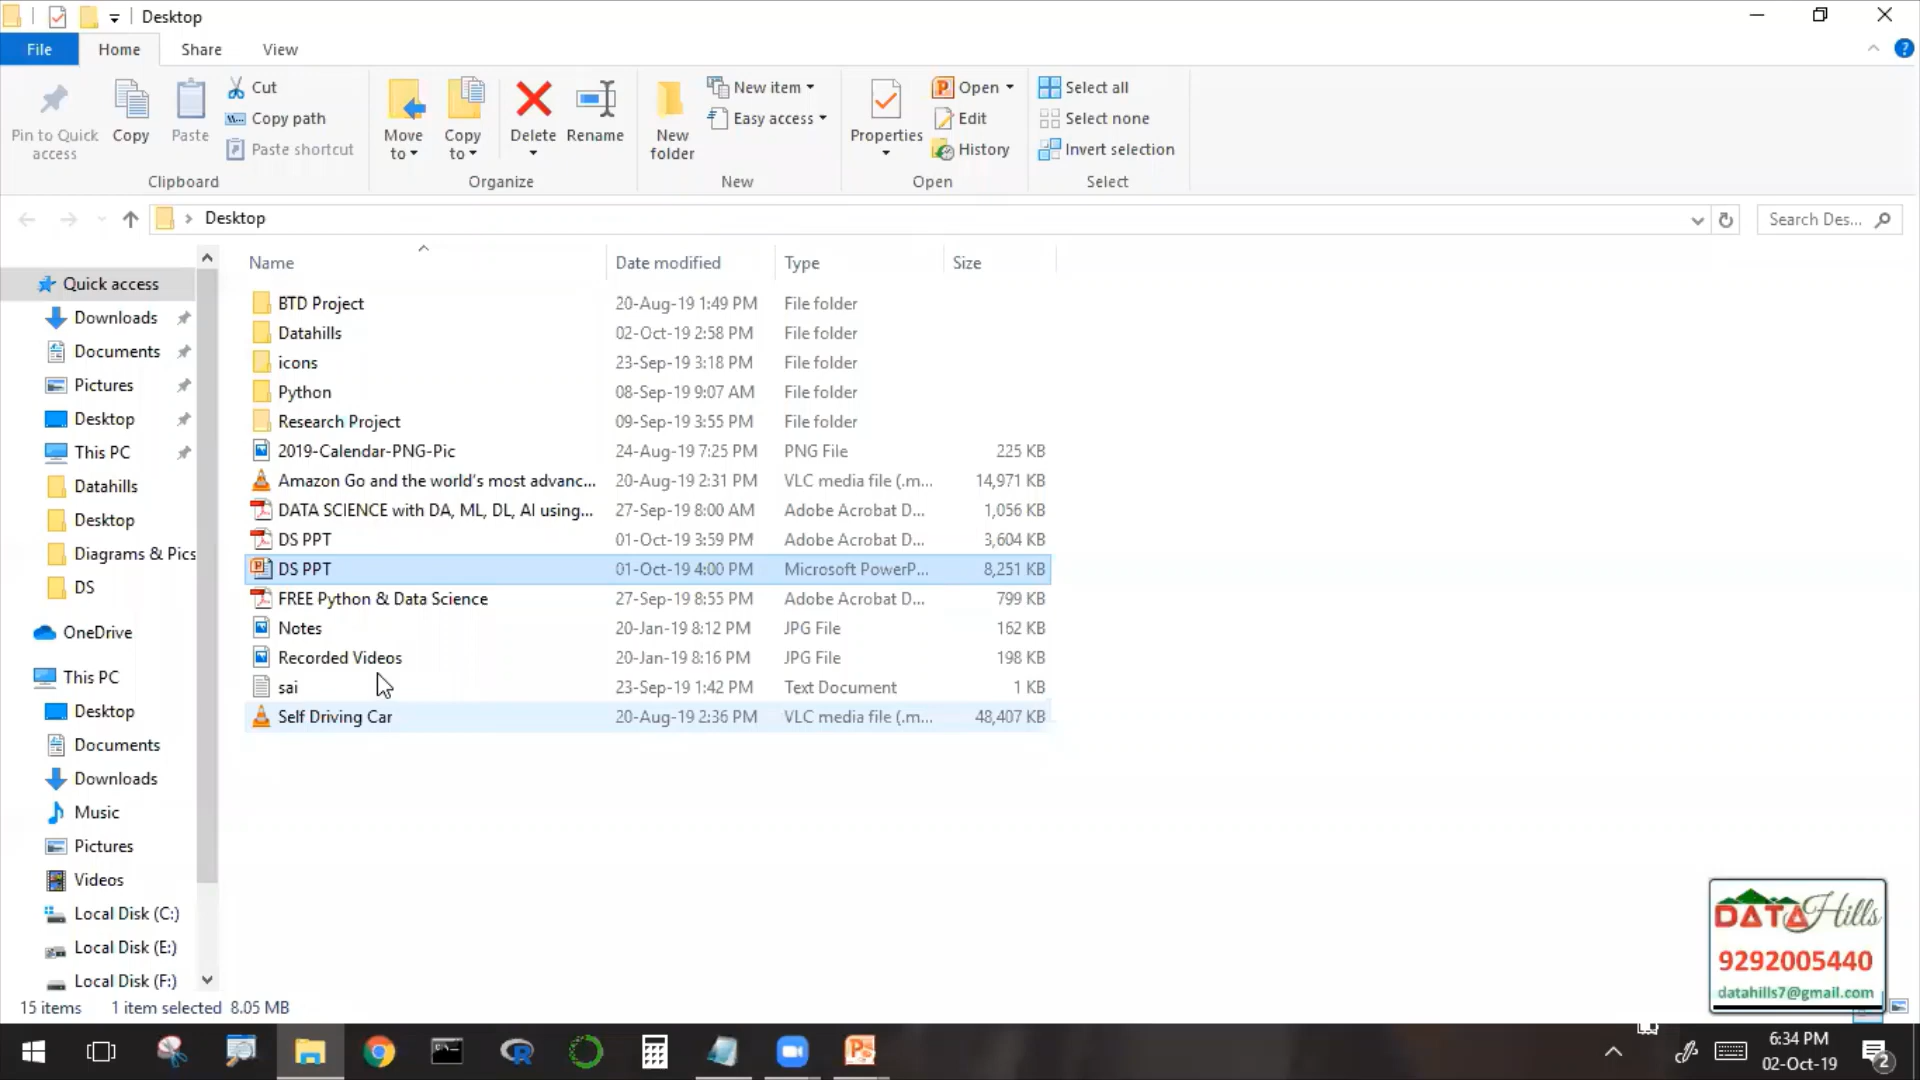 Desktop
File Home Share View
Pin to Quick access
Copy
Paste
Cut
Copy path
Paste shortcut
Move to
Copy to
Delete
Rename
New folder
New item
Easy access
Properties
Open
Edit
History
Select all
Select none
Invert selection
Clipboard Organize New Open Select
Desktop
Search Des...
Name Date modified Type Size
Quick access
Downloads
Documents
Pictures
Desktop
This PC
Datahills
Desktop
Diagrams & Pics
DS
OneDrive
This PC
Desktop
Documents
Downloads
Music
Pictures
Videos
Local Disk (C:)
Local Disk (E:)
Local Disk (F:)
BTD Project 20-Aug-19 1:49 PM File folder
Datahills 02-Oct-19 2:58 PM File folder
icons 23-Sep-19 3:18 PM File folder
Python 08-Sep-19 9:07 AM File folder
Research Project 09-Sep-19 3:55 PM File folder
2019-Calendar-PNG-Pic 24-Aug-19 7:25 PM PNG File 225 KB
Amazon Go and the world's most advanc... 20-Aug-19 2:31 PM VLC media file (.m... 14,971 KB
DATA SCIENCE with DA, ML, DL, AI using... 27-Sep-19 8:00 AM Adobe Acrobat D... 1,056 KB
DS PPT 01-Oct-19 3:59 PM Adobe Acrobat D... 3,604 KB
DS PPT 01-Oct-19 4:00 PM Microsoft PowerP... 8,251 KB
FREE Python & Data Science 27-Sep-19 8:55 PM Adobe Acrobat D... 799 KB
Notes 20-Jan-19 8:12 PM JPG File 162 KB
Recorded Videos 20-Jan-19 8:16 PM JPG File 198 KB
sai 23-Sep-19 1:42 PM Text Document 1 KB
Self Driving Car 20-Aug-19 2:36 PM VLC media file (.m... 48,407 KB
DATA Hills
9292005440
datahills7@gmail.com
15 items 1 item selected 8.05 MB
6:34 PM
02-Oct-19
2